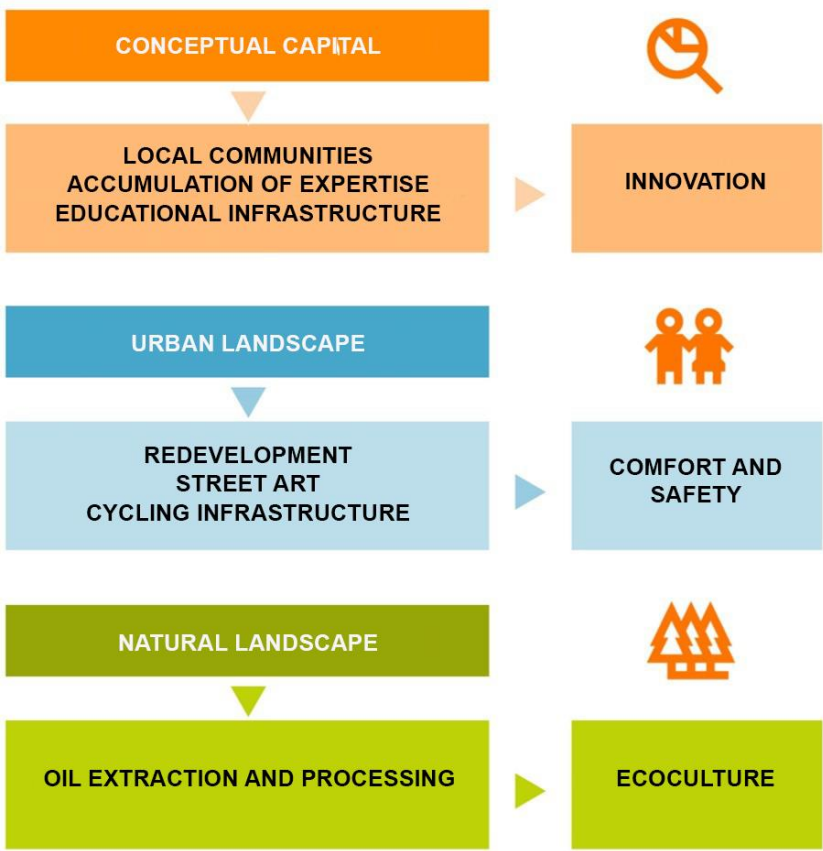 CONCEPTUAL CAPITAL
LOCAL COMMUNITIES
ACCUMULATION OF EXPERTISE
EDUCATIONAL INFRASTRUCTURE
INNOVATION
URBAN LANDSCAPE
REDEVELOPMENT
STREET ART
CYCLING INFRASTRUCTURE
COMFORT AND
SAFETY
NATURAL LANDSCAPE
OIL EXTRACTION AND PROCESSING
ECOCULTURE